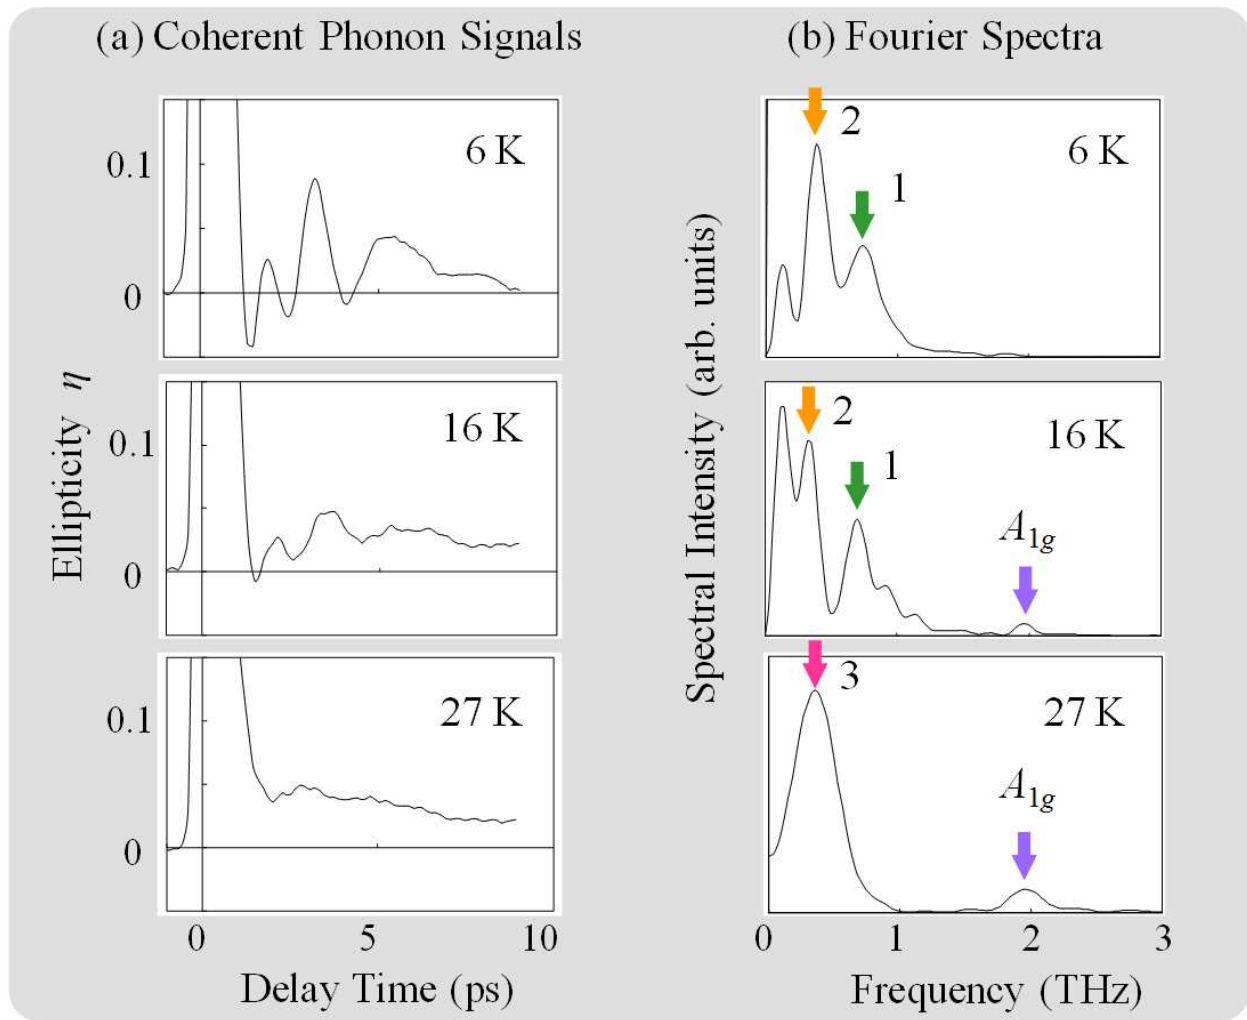 (a) Coherent Phonon Signals
(b) Fourier Spectra
Ellipticity η
0.1
0
6 K
0.1
0
16 K
0.1
0
27 K
0 5 10
Delay Time (ps)
Spectral Intensity (arb. units)
2
1
6 K
2
1
16 K
A1g
3
27 K
A1g
0 1 2 3
Frequency (THz)